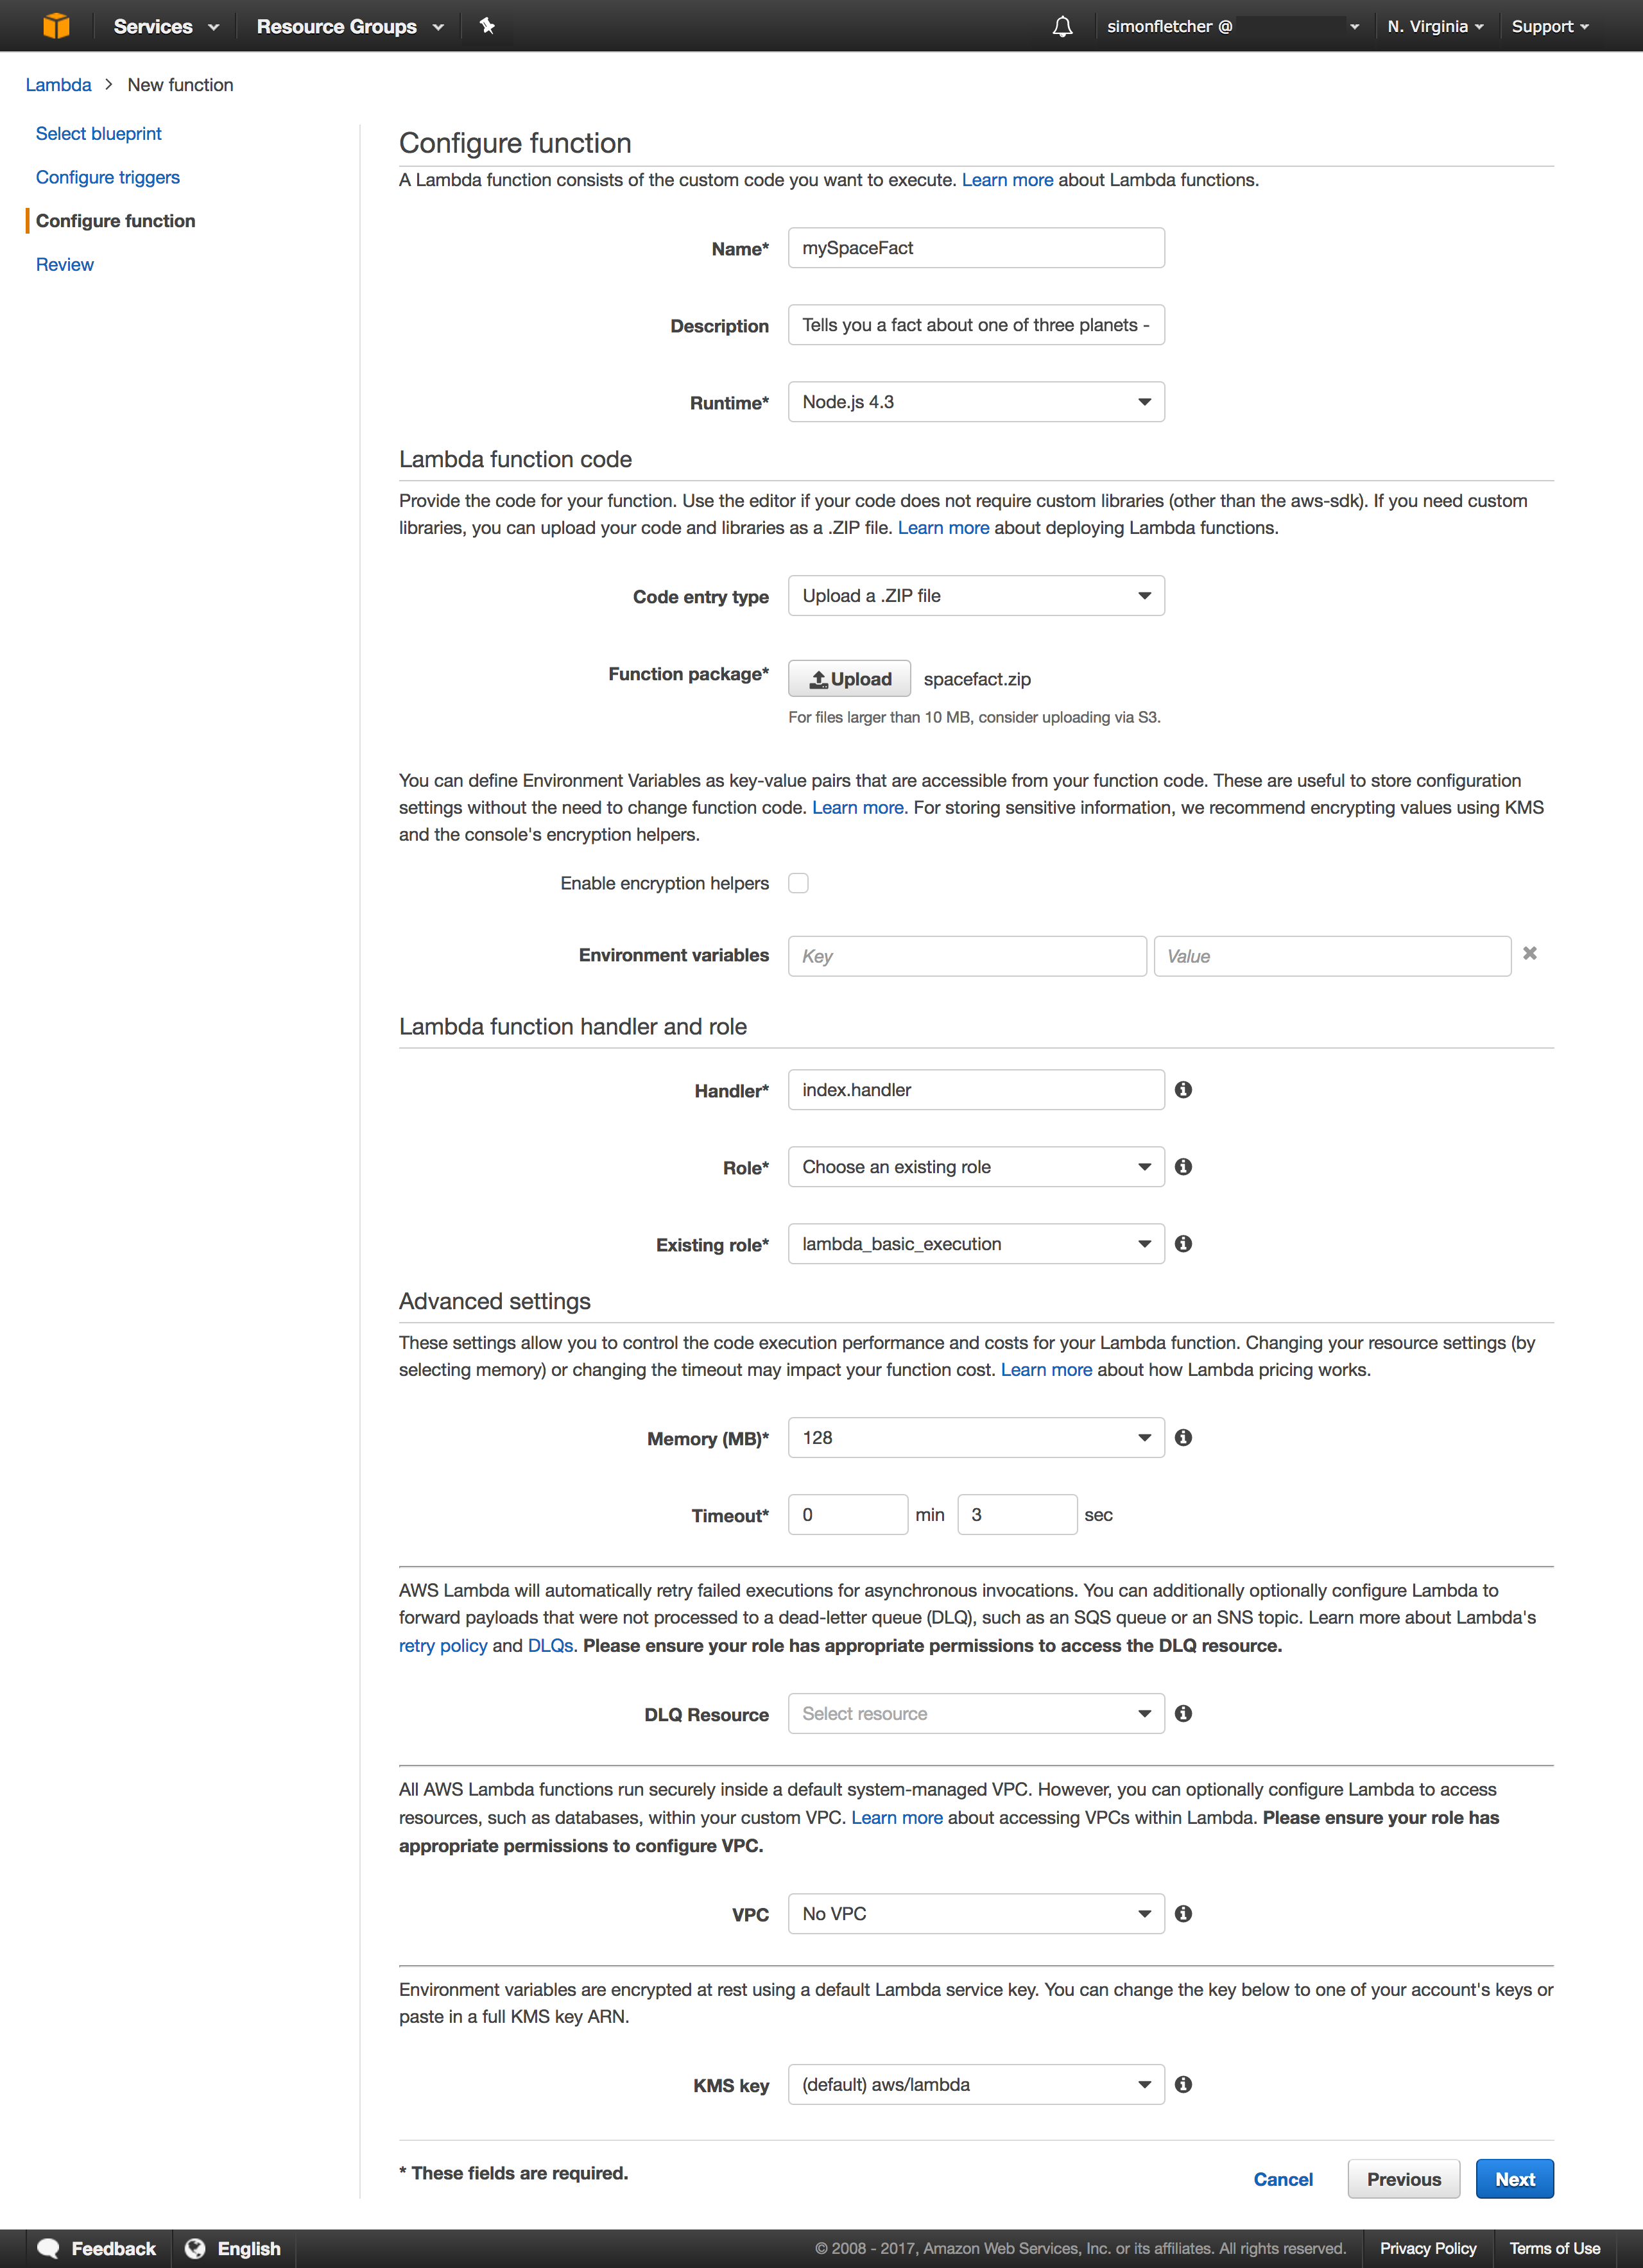 Services Resource Groups simonfletcher @ N. Virginia Support
Lambda > New function
Select blueprint
Configure triggers
Configure function
Review
Configure function
A Lambda function consists of the custom code you want to execute. Learn more about Lambda functions.
Name* mySpaceFact
Description Tells you a fact about one of three planets -
Runtime* Node.js 4.3
Lambda function code
Provide the code for your function. Use the editor if your code does not require custom libraries (other than the aws-sdk). If you need custom
libraries, you can upload your code and libraries as a .ZIP file. Learn more about deploying Lambda functions.
Code entry type Upload a .ZIP file
Function package* Upload spacefact.zip
For files larger than 10 MB, consider uploading via S3.
You can define Environment Variables as key-value pairs that are accessible from your function code. These are useful to store configuration
settings without the need to change function code. Learn more. For storing sensitive information, we recommend encrypting values using KMS
and the console's encryption helpers.
Enable encryption helpers
Environment variables Key Value
Lambda function handler and role
Handler* index.handler
Role* Choose an existing role
Existing role* lambda_basic_execution
Advanced settings
These settings allow you to control the code execution performance and costs for your Lambda function. Changing your resource settings (by
selecting memory) or changing the timeout may impact your function cost. Learn more about how Lambda pricing works.
Memory (MB)* 128
Timeout* 0 min 3 sec
AWS Lambda will automatically retry failed executions for asynchronous invocations. You can additionally optionally configure Lambda to
forward payloads that were not processed to a dead-letter queue (DLQ), such as an SQS queue or an SNS topic. Learn more about Lambda's
retry policy and DLQs. Please ensure your role has appropriate permissions to access the DLQ resource.
DLQ Resource Select resource
All AWS Lambda functions run securely inside a default system-managed VPC. However, you can optionally configure Lambda to access
resources, such as databases, within your custom VPC. Learn more about accessing VPCs within Lambda. Please ensure your role has
appropriate permissions to configure VPC.
VPC No VPC
Environment variables are encrypted at rest using a default Lambda service key. You can change the key below to one of your account's keys or
paste in a full KMS key ARN.
KMS key (default) aws/lambda
* These fields are required. Cancel Previous Next
Feedback English © 2008 - 2017, Amazon Web Services, Inc. or its affiliates. All rights reserved. Privacy Policy Terms of Use